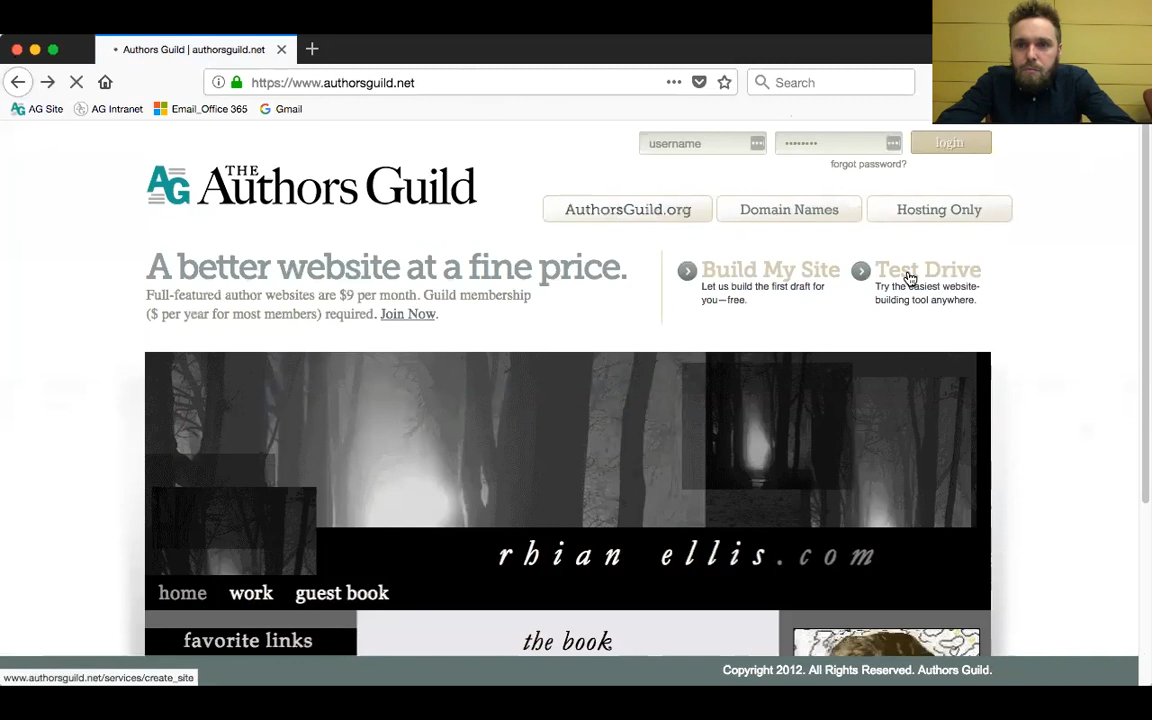 Authors Guild | authorsguild.net
https://www.authorsguild.net
Search
AG Site
AG Intranet
Email_Office 365
Gmail
username
login
forgot password?
AG THE Authors Guild
AuthorsGuild.org
Domain Names
Hosting Only
A better website at a fine price.
Full-featured author websites are $9 per month. Guild membership
($ per year for most members) required. Join Now.
Build My Site
Let us build the first draft for
you—free.
Test Drive
Try the easiest website-
building tool anywhere.
rhian ellis.com
home work guest book
favorite links
the book
Copyright 2012. All Rights Reserved. Authors Guild.
www.authorsguild.net/services/create_site